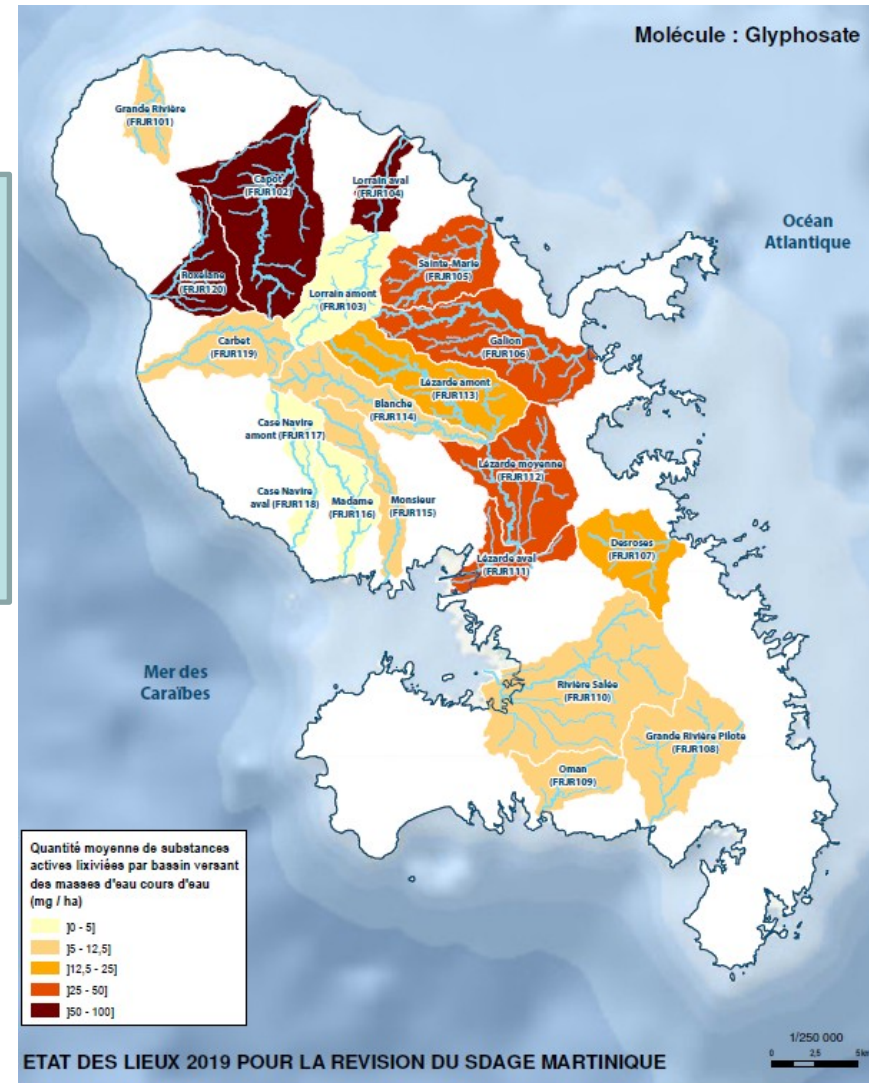 Molécule : Glyphosate
Grande Rivière
(FRJR101)
Capot
(FRJR102)
Lorrain aval
(FRJR104)
Océan
Atlantique
Sainte-Marie
(FRJR105)
Roxelane
(FRJR120)
Lorrain amont
(FRJR103)
Carbet
(FRJR119)
Galion
(FRJR106)
Lézarde amont
(FRJR113)
Blanche
(FRJR114)
Case Navire
amont (FRJR117)
Lézarde moyenne
(FRJR112)
Case Navire
aval (FRJR118)
Madame
(FRJR116)
Monsieur
(FRJR115)
Desroses
(FRJR107)
Lézarde aval
(FRJR111)
Mer des
Caraïbes
Rivière Salée
(FRJR110)
Grande Rivière Pilote
(FRJR108)
Oman
(FRJR109)
Quantité moyenne de substances
actives lixiviées par bassin versant
des masses d'eau cours d'eau
(mg / ha)
]0 - 5]
]5 - 12,5]
]12,5 - 25]
]25 - 50]
]50 - 100]
ETAT DES LIEUX 2019 POUR LA REVISION DU SDAGE MARTINIQUE
1/250 000
0 2,5 5 km